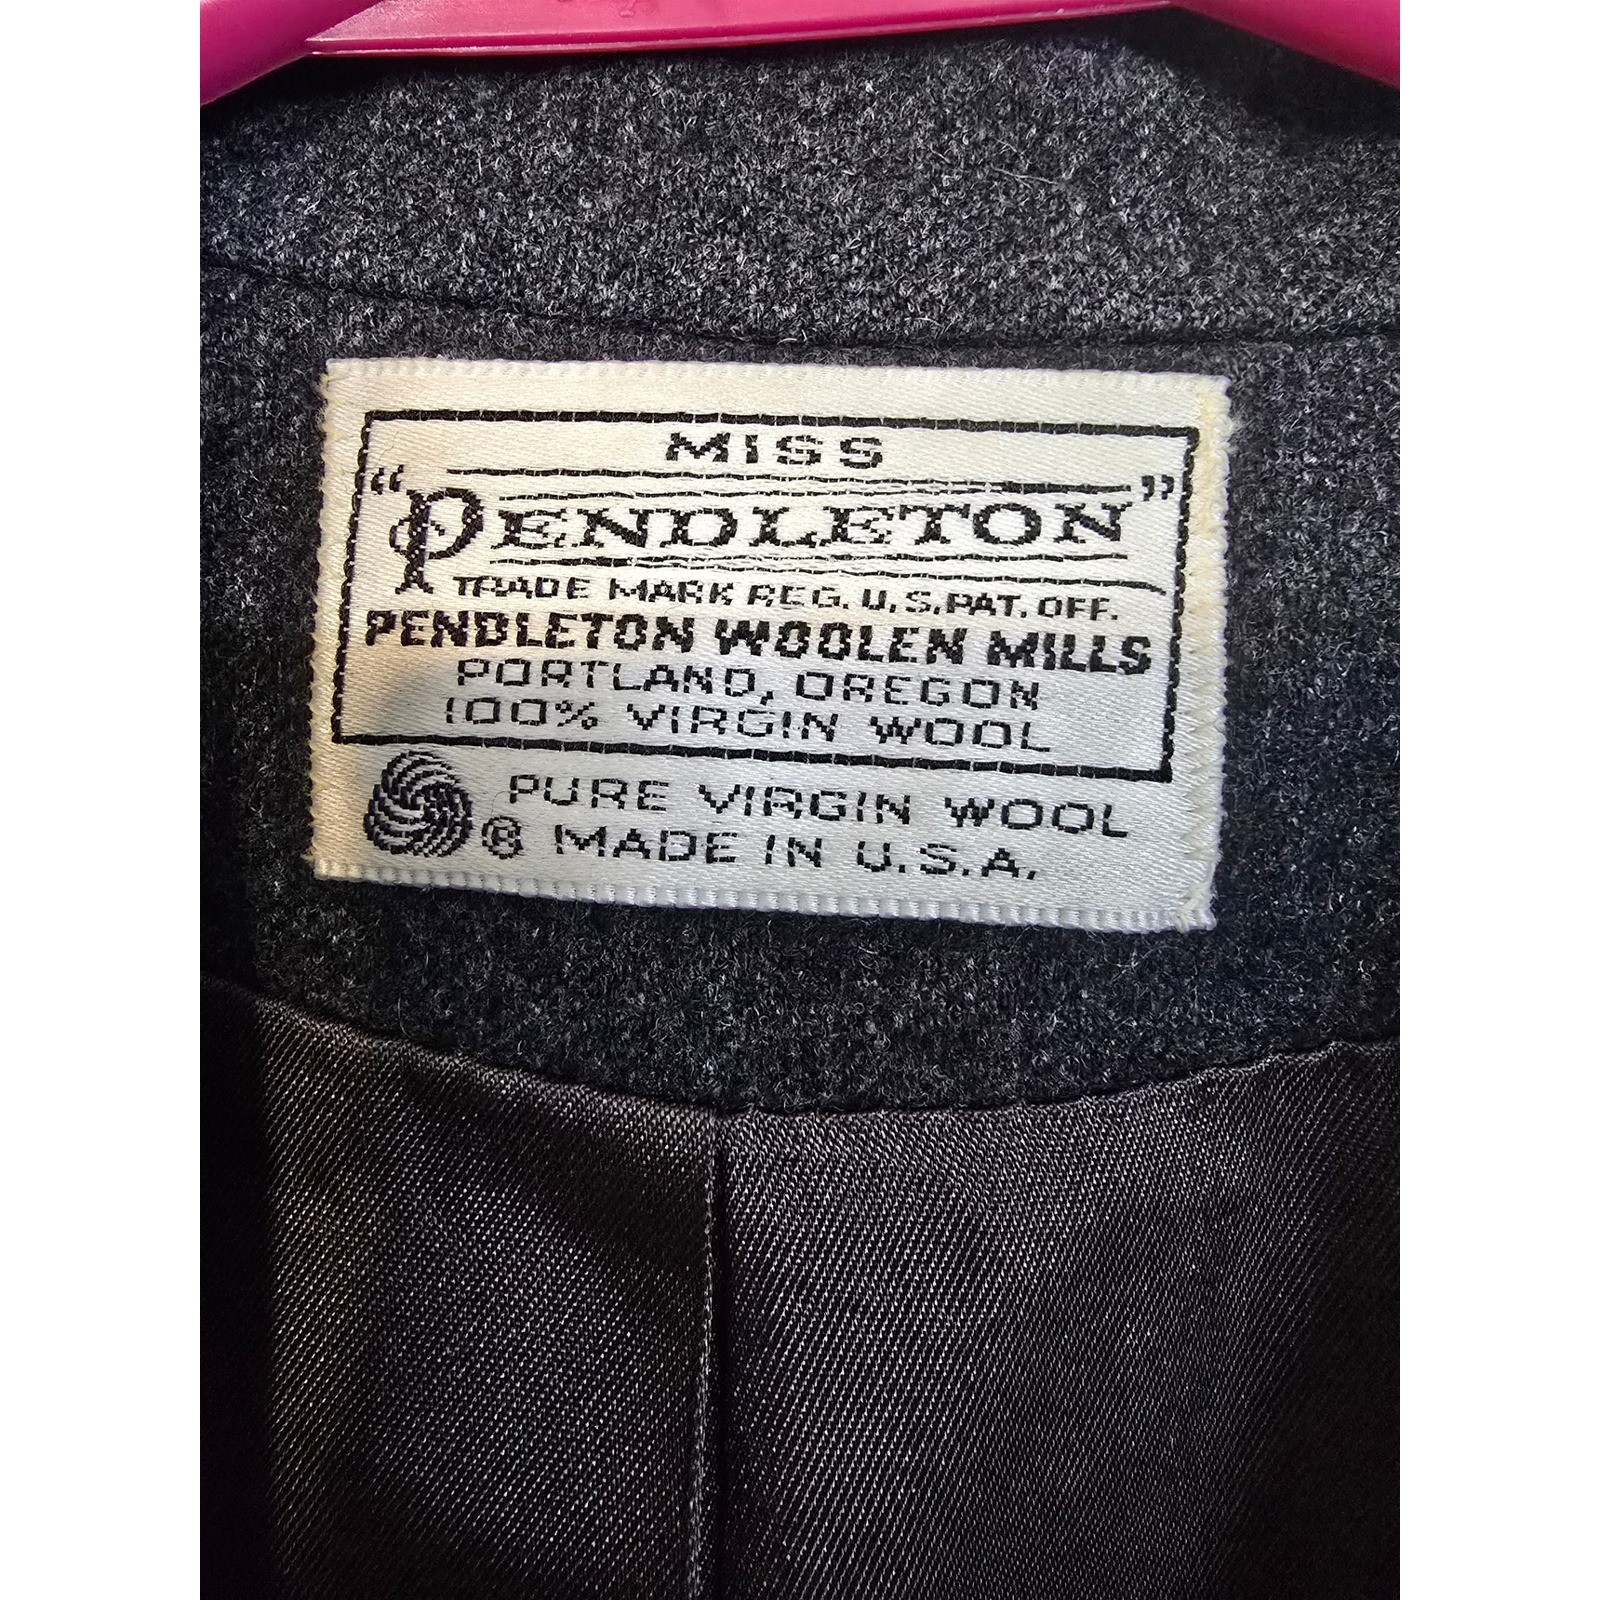 MISS
"PENDLETON"
TRADE MARK REG. U.S. PAT. OFF.
PENDLETON WOOLEN MILLS
PORTLAND, OREGON
100% VIRGIN WOOL
PURE VIRGIN WOOL
® MADE IN U.S.A.